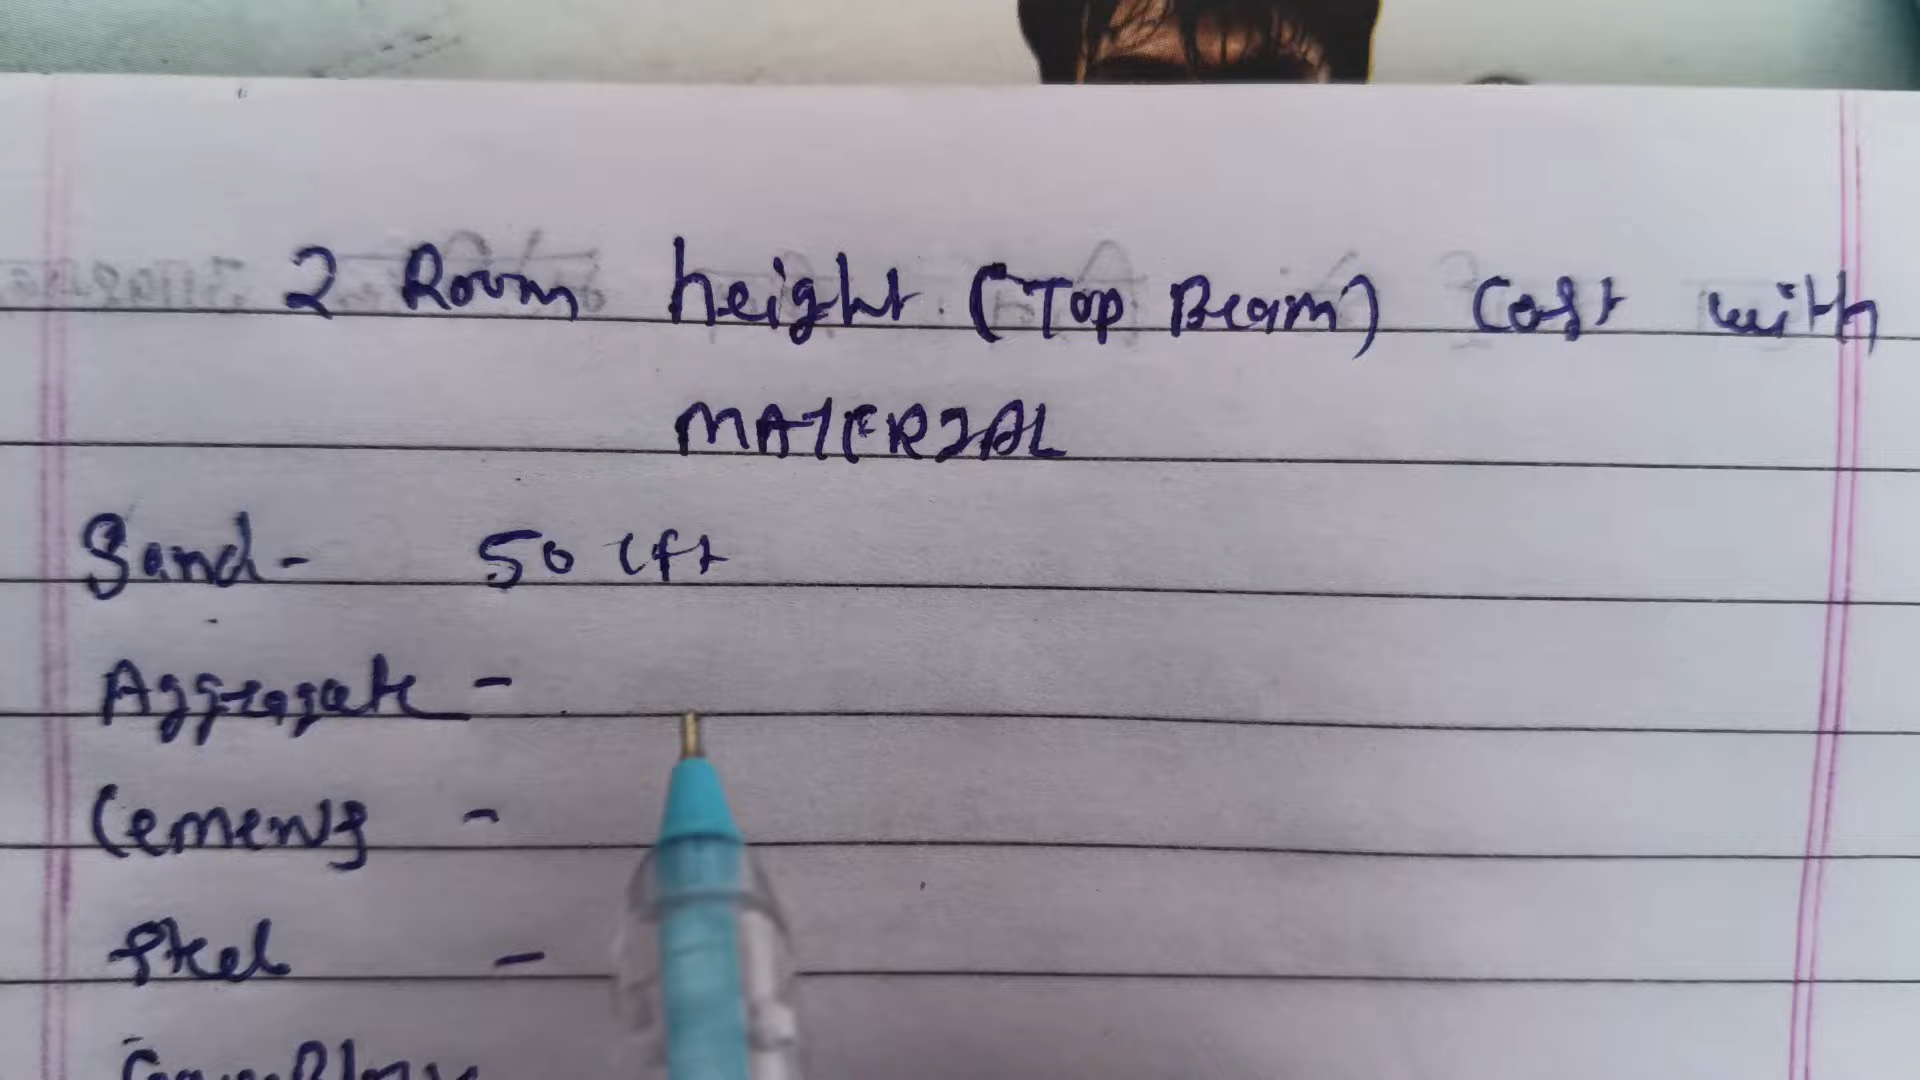 2 Room height (Top Beam) Cost with
MATERIAL
Sand - 50 cft
Aggregate -
Cement -
Steel -